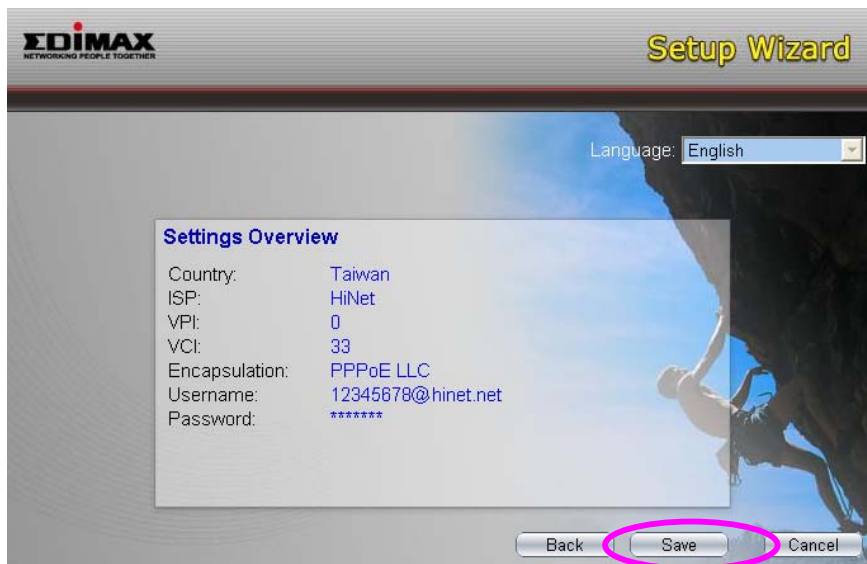 EDIMAX
NETWORKING PEOPLE TOGETHER
Setup Wizard
Language: English
Settings Overview
Country: Taiwan
ISP: HiNet
VPI: 0
VCI: 33
Encapsulation: PPPoE LLC
Username: 12345678@hinet.net
Password: *******
Back Save Cancel